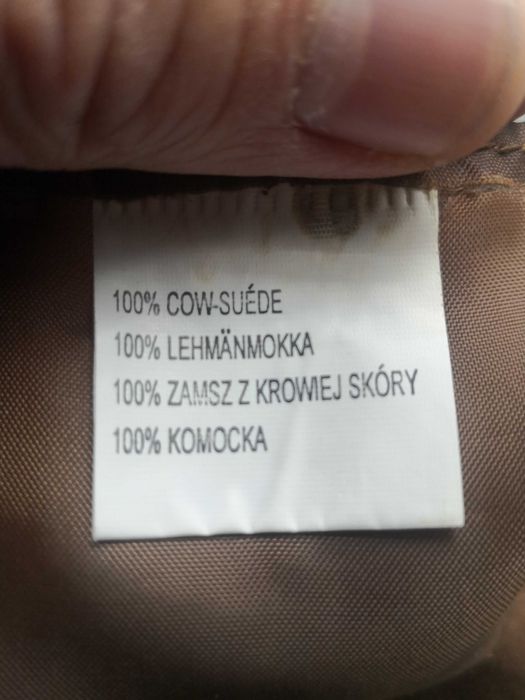 100% COW-SUÉDE
100% LEHMÄNMOKKA
100% ZAMSZ Z KROWIEJ SKÓRY
100% KOMOCKA